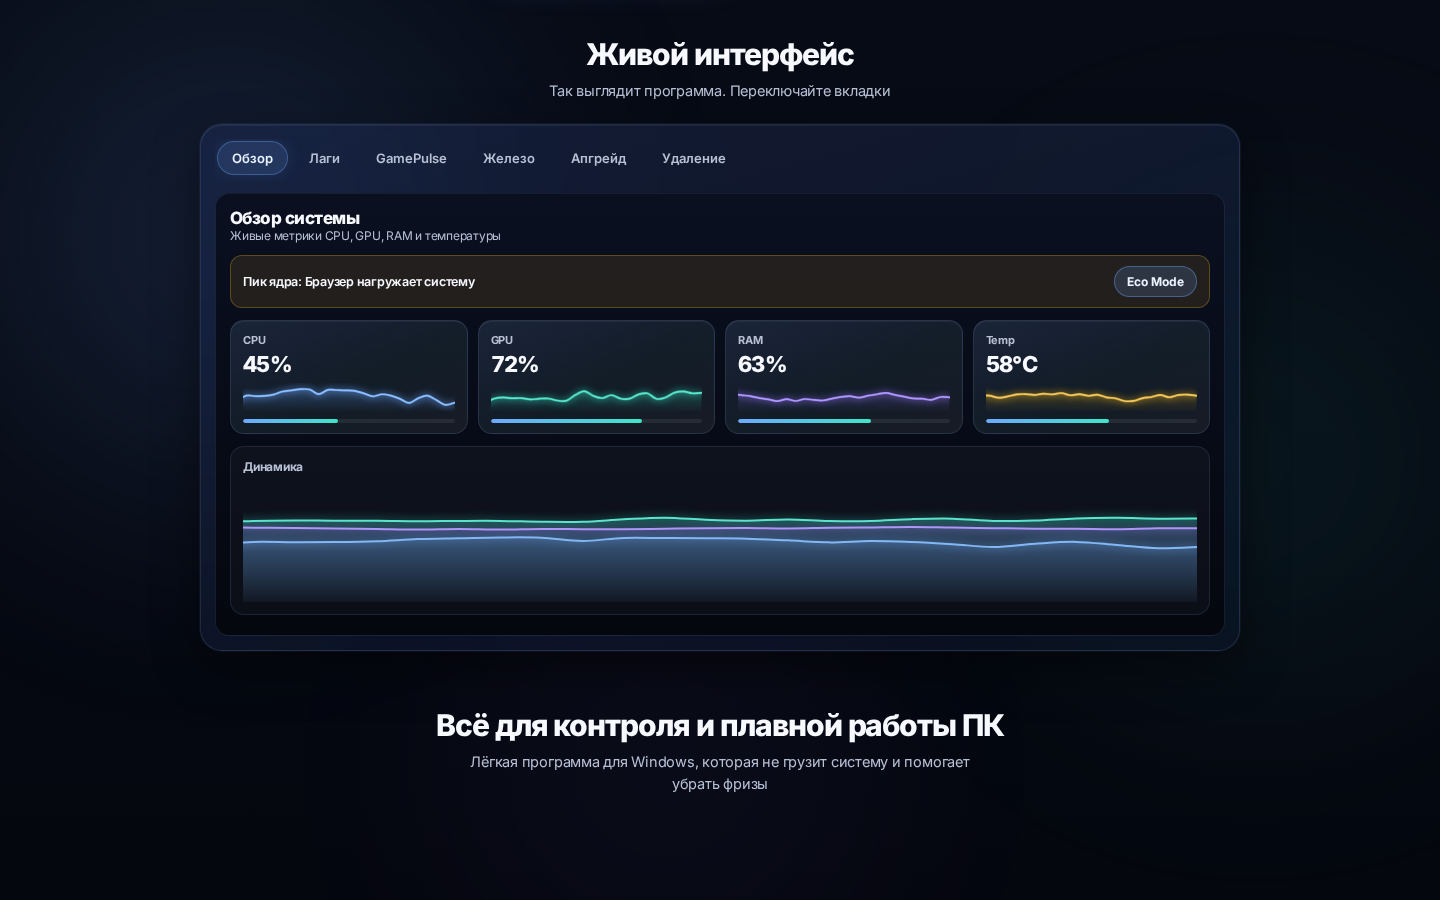 Живой интерфейс
Так выглядит программа. Переключайте вкладки
Обзор Лаги GamePulse Железо Апгрейд Удаление
Обзор системы
Живые метрики CPU, GPU, RAM и температуры
Пик ядра: Браузер нагружает систему Eco Mode
CPU GPU RAM Temp
45% 72% 63% 58°C
Динамика
Всё для контроля и плавной работы ПК
Лёгкая программа для Windows, которая не грузит систему и помогает
убрать фризы